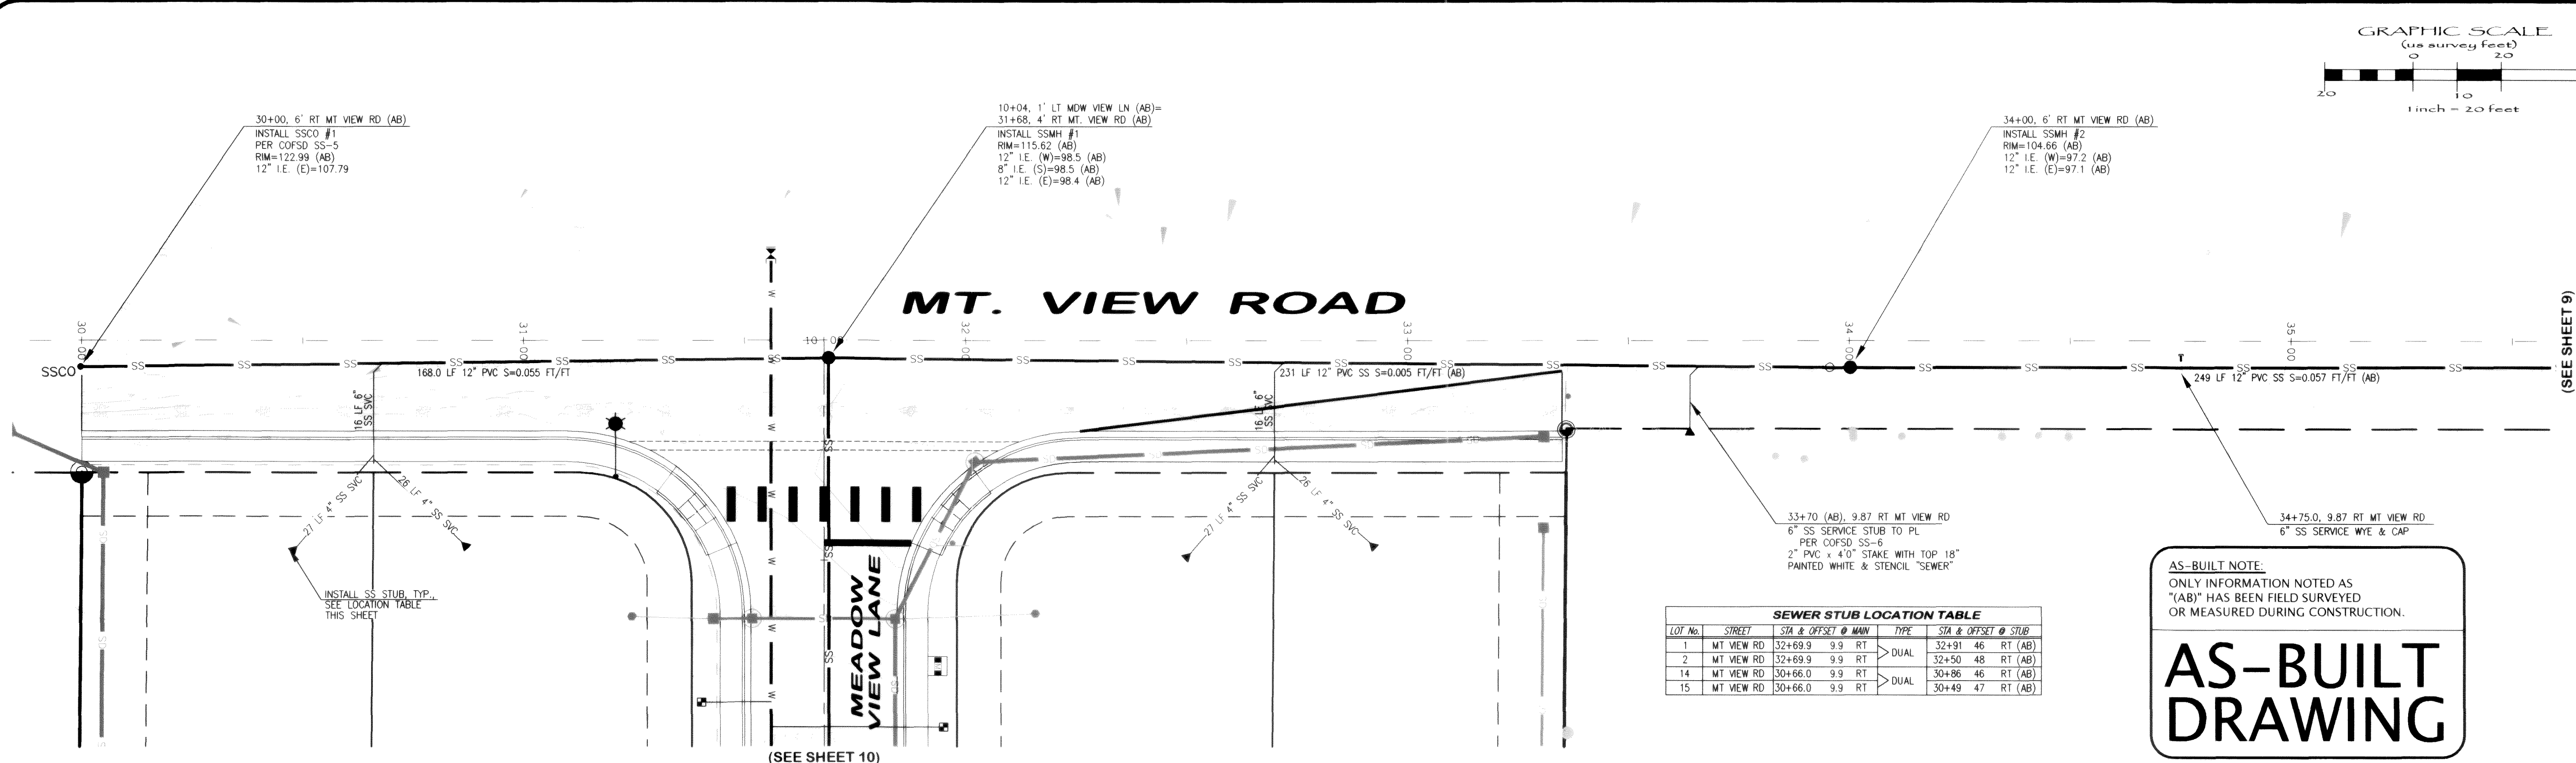 GRAPHIC SCALE
(us survey feet)
20 0 10 20
1 inch = 20 feet
30+00, 6' RT MT VIEW RD (AB)
INSTALL SSCO #1
PER COFSD SS-5
RIM=122.99 (AB)
12" I.E. (E)=107.79
10+04, 1' LT MDW VIEW LN (AB)=
31+68, 4' RT MT. VIEW RD (AB)
INSTALL SSMH #1
RIM=115.62 (AB)
12" I.E. (W)=98.5 (AB)
8" I.E. (S)=98.5 (AB)
12" I.E. (E)=98.4 (AB)
34+00, 6' RT MT VIEW RD (AB)
INSTALL SSMH #2
RIM=104.66 (AB)
12" I.E. (W)=97.2 (AB)
12" I.E. (E)=97.1 (AB)
MT. VIEW ROAD
(SEE SHEET 9)
30+00
31+00
32+00
33+00
34+00
35+00
SSCO
168.0 LF 12" PVC S=0.055 FT/FT
231 LF 12" PVC SS S=0.005 FT/FT (AB)
249 LF 12" PVC SS S=0.057 FT/FT (AB)
16 LF 6"
SS SVC
16 LF 6"
SS SVC
27 LF 4" SS SVC
26 LF 4" SS SVC
27 LF 4" SS SVC
26 LF 4" SS SVC
INSTALL SS STUB, TYP.,
SEE LOCATION TABLE
THIS SHEET
MEADOW
VIEW LANE
(SEE SHEET 10)
33+70 (AB), 9.87 RT MT VIEW RD
6" SS SERVICE STUB TO PL
PER COFSD SS-6
2" PVC x 4'0" STAKE WITH TOP 18"
PAINTED WHITE & STENCIL "SEWER"
34+75.0, 9.87 RT MT VIEW RD
6" SS SERVICE WYE & CAP
SEWER STUB LOCATION TABLE
LOT No. STREET STA & OFFSET @ MAIN TYPE STA & OFFSET @ STUB
1 MT VIEW RD 32+69.9 9.9 RT DUAL 32+91 46 RT (AB)
2 MT VIEW RD 32+69.9 9.9 RT 32+50 48 RT (AB)
14 MT VIEW RD 30+66.0 9.9 RT DUAL 30+86 46 RT (AB)
15 MT VIEW RD 30+66.0 9.9 RT 30+49 47 RT (AB)
AS-BUILT NOTE:
ONLY INFORMATION NOTED AS
"(AB)" HAS BEEN FIELD SURVEYED
OR MEASURED DURING CONSTRUCTION.
AS-BUILT
DRAWING